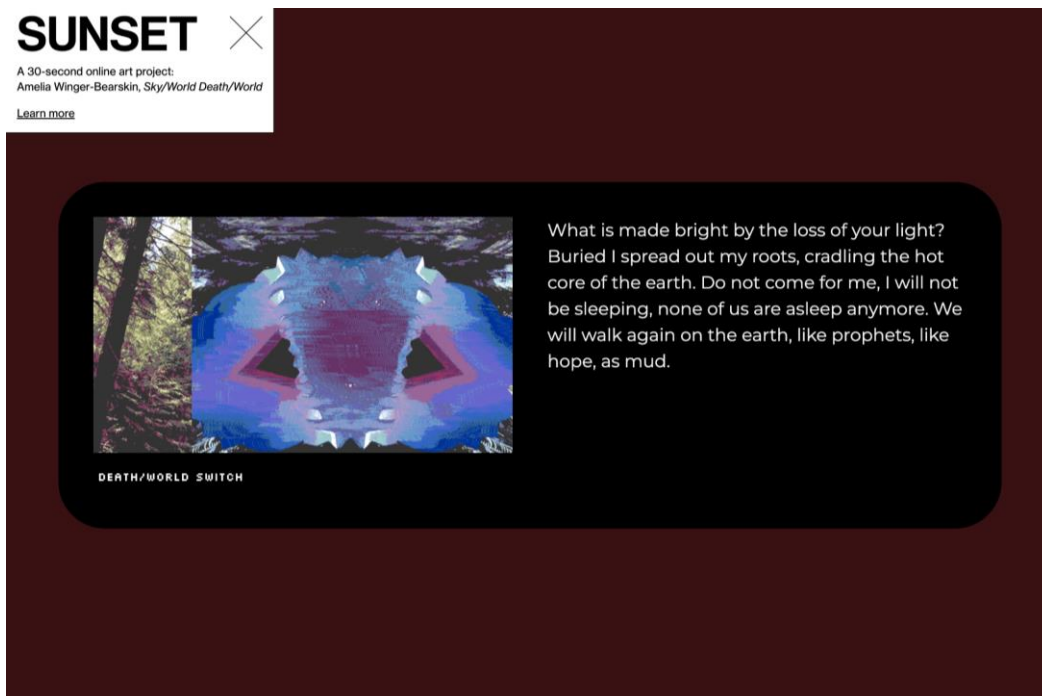 SUNSET
A 30-second online art project:
Amelia Winger-Bearskin, Sky/World Death/World
Learn more
What is made bright by the loss of your light?
Buried I spread out my roots, cradling the hot
core of the earth. Do not come for me, I will not
be sleeping, none of us are asleep anymore. We
will walk again on the earth, like prophets, like
hope, as mud.
DEATH/WORLD SWITCH